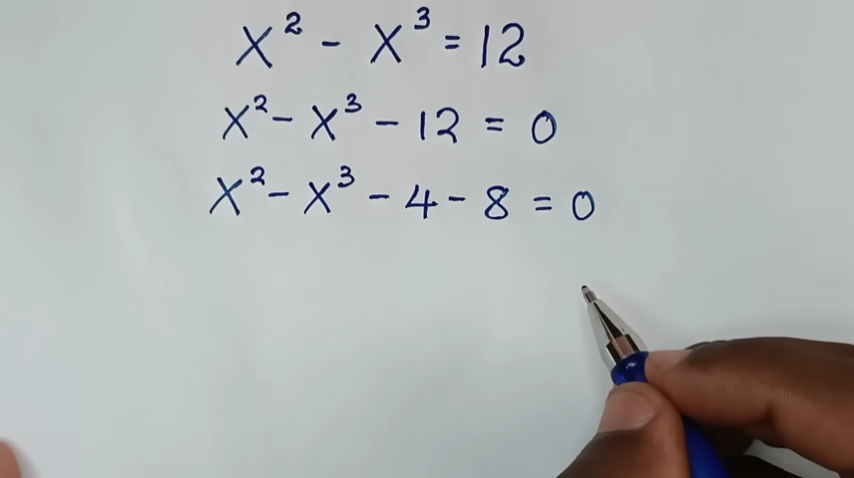 x² - x³ = 12
x² - x³ - 12 = 0
x² - x³ - 4 - 8 = 0